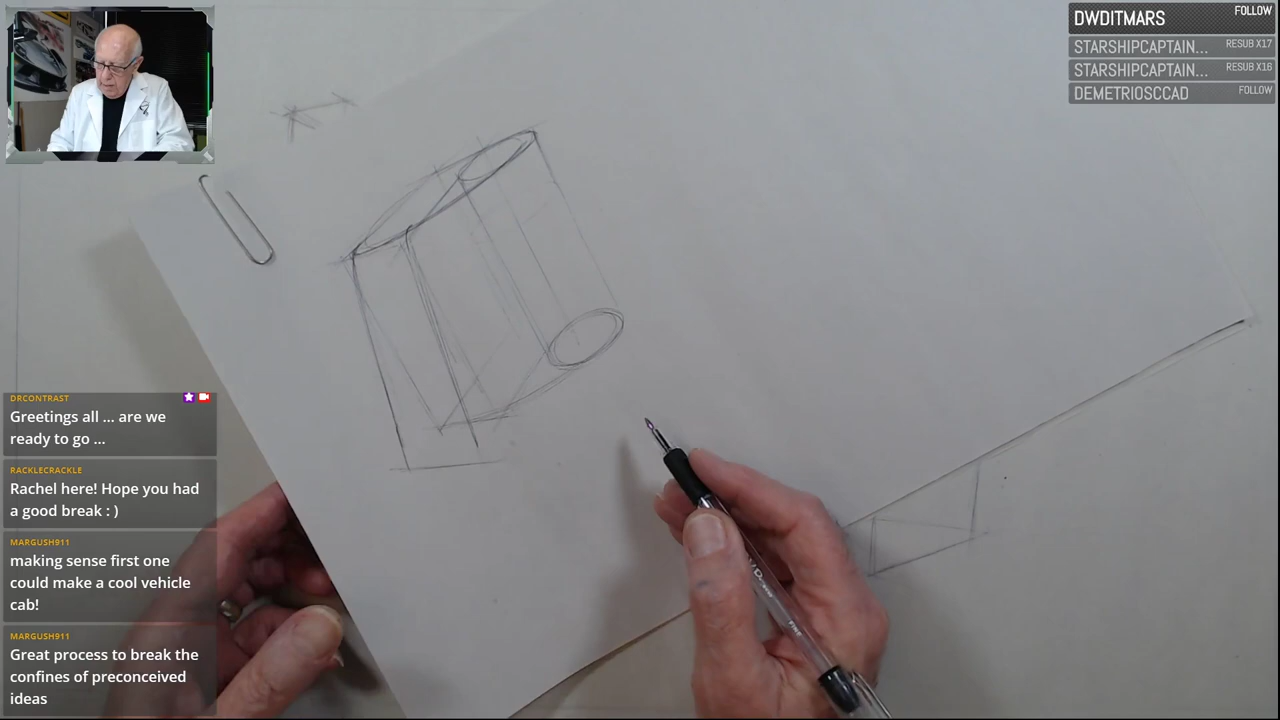 DWDITMARS FOLLOW
STARSHIPCAPTAIN... RESUB X17
STARSHIPCAPTAIN... RESUB X16
DEMETRIOSCCAD FOLLOW
DRCONTRAST
Greetings all ... are we
ready to go ...
RACKLECRACKLE
Rachel here! Hope you had
a good break : )
MARGUSH911
making sense first one
could make a cool vehicle
cab!
MARGUSH911
Great process to break the
confines of preconceived
ideas
FINE